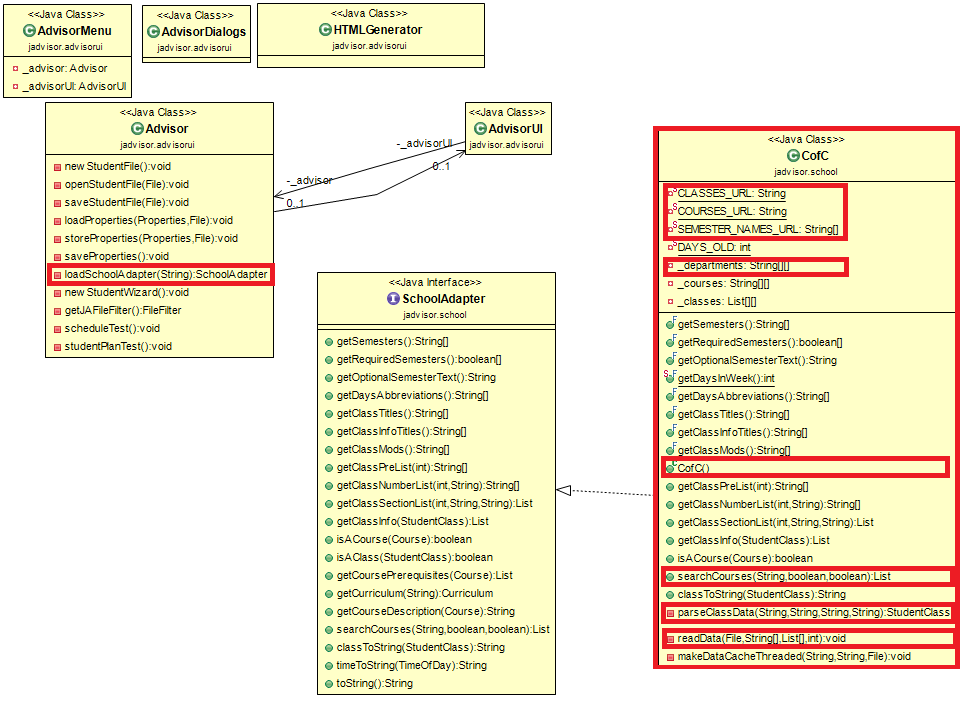 <<Java Class>>
AdvisorMenu
jadvisor.advisorui
_advisor: Advisor
_advisorUI: AdvisorUI
<<Java Class>>
AdvisorDialogs
jadvisor.advisorui
<<Java Class>>
HTMLGenerator
jadvisor.advisorui
<<Java Class>>
Advisor
jadvisor.advisorui
newStudentFile():void
openStudentFile(File):void
saveStudentFile(File):void
loadProperties(Properties,File):void
storeProperties(Properties,File):void
saveProperties():void
loadSchoolAdapter(String):SchoolAdapter
newStudentWizard():void
getJAFileFilter():FileFilter
scheduleTest():void
studentPlanTest():void
-_advisorUI
0..1
-_advisor
0..1
<<Java Class>>
AdvisorUI
jadvisor.advisorui
<<Java Interface>>
SchoolAdapter
jadvisor.school
getSemesters():String[]
getRequiredSemesters():boolean[]
getOptionalSemesterText():String
getDaysAbbreviations():String[]
getClassTitles():String[]
getClassInfoTitles():String[]
getClassMods():String[]
getClassPreList(int):String[]
getClassNumberList(int,String):String[]
getClassSectionList(int,String,String):List
getClassInfo(StudentClass):List
isACourse(Course):boolean
isAClass(StudentClass):boolean
getCoursePrerequisites(Course):List
getCurriculum(String):Curriculum
getCourseDescription(Course):String
searchCourses(String,boolean,boolean):List
classToString(StudentClass):String
timeToString(TimeOfDay):String
toString():String
<<Java Class>>
CofC
jadvisor.school
CLASSES_URL: String
COURSES_URL: String
SEMESTER_NAMES_URL: String[]
DAYS_OLD: int
_departments: String[][]
_courses: String[][]
_classes: List[][]
getSemesters():String[]
getRequiredSemesters():boolean[]
getOptionalSemesterText():String
getDaysInWeek():int
getDaysAbbreviations():String[]
getClassTitles():String[]
getClassInfoTitles():String[]
getClassMods():String[]
CofC()
getClassPreList(int):String[]
getClassNumberList(int,String):String[]
getClassSectionList(int,String,String):List
getClassInfo(StudentClass):List
isACourse(Course):boolean
searchCourses(String,boolean,boolean):List
classToString(StudentClass):String
parseClassData(String,String,String,String):StudentClass
readData(File,String[],List[],int):void
makeDataCacheThreaded(String,String,File):void